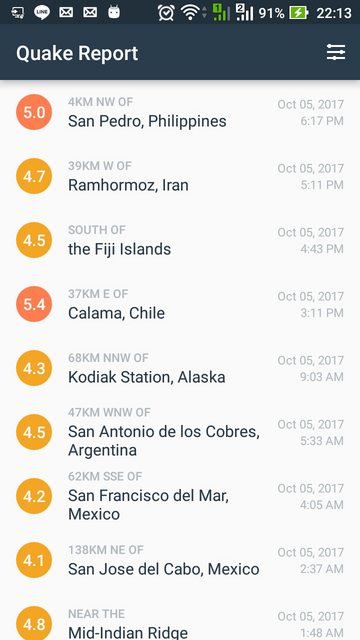 91% 22:13
Quake Report
5.0
4KM NW OF
San Pedro, Philippines
Oct 05, 2017
6:17 PM
4.7
39KM W OF
Ramhormoz, Iran
Oct 05, 2017
5:11 PM
4.5
SOUTH OF
the Fiji Islands
Oct 05, 2017
4:43 PM
5.4
37KM E OF
Calama, Chile
Oct 05, 2017
3:11 PM
4.3
68KM NNW OF
Kodiak Station, Alaska
Oct 05, 2017
9:03 AM
4.5
47KM WNW OF
San Antonio de los Cobres,
Argentina
Oct 05, 2017
5:33 AM
4.2
62KM SSE OF
San Francisco del Mar,
Mexico
Oct 05, 2017
4:05 AM
4.1
138KM NE OF
San Jose del Cabo, Mexico
Oct 05, 2017
2:37 AM
4.8
NEAR THE
Mid-Indian Ridge
Oct 05, 2017
1:48 AM